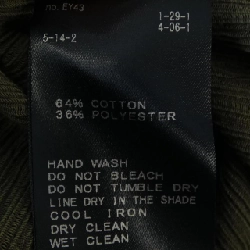 no. EY43
1-29-1
5-14-2 4-06-1
64% COTTON
36% POLYESTER
HAND WASH
DO NOT BLEACH
DO NOT TUMBLE DRY
LINE DRY IN THE SHADE
COOL IRON
DRY CLEAN
WET CLEAN